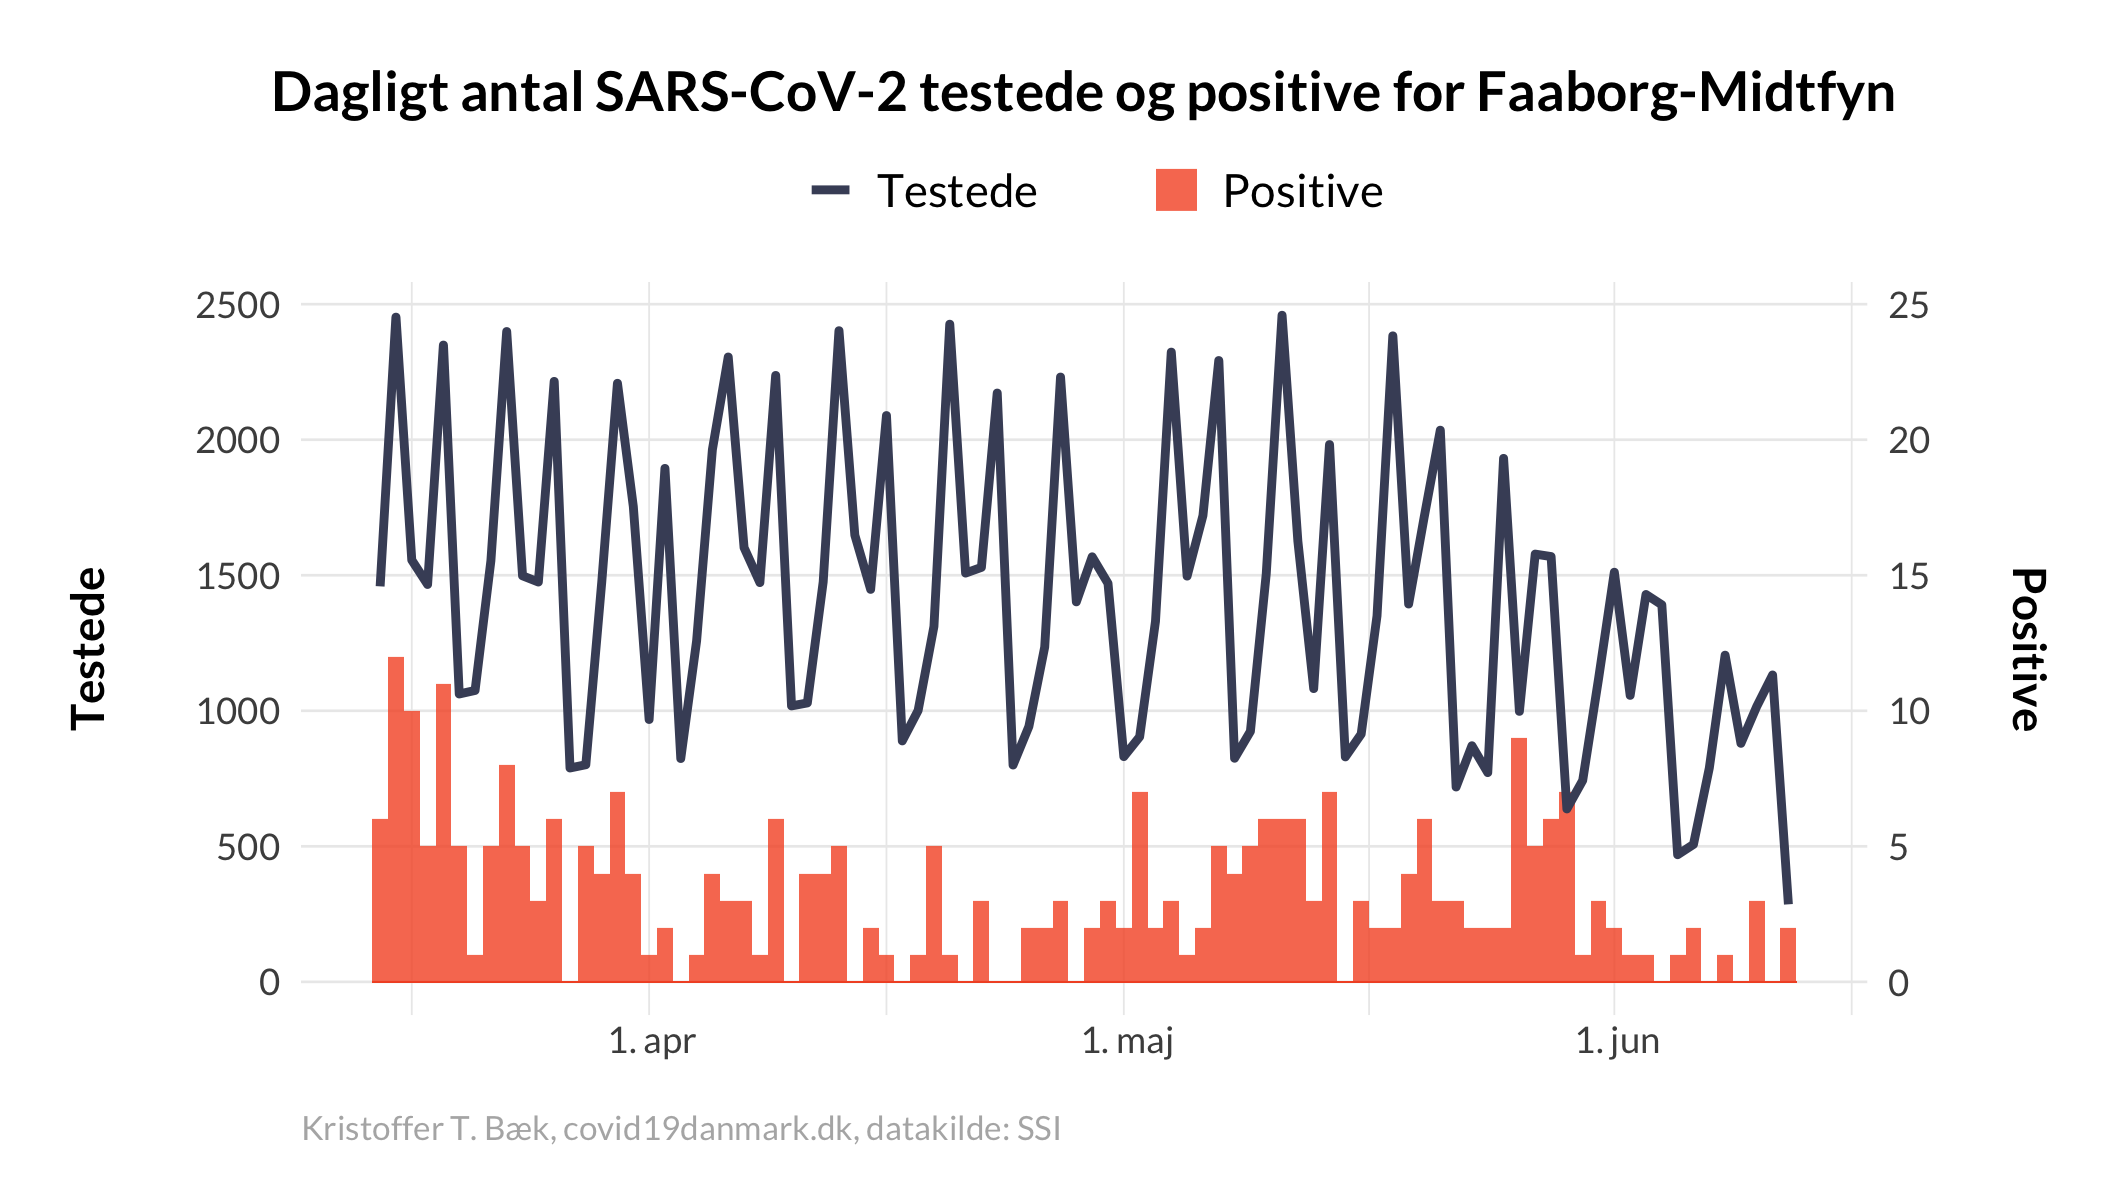 Dagligt antal SARS-CoV-2 testede og positive for Faaborg-Midtfyn
Testede Positive
2500 25
2000 20
1500 15
1000 10
500 5
0 0
Testede
Positive
1. apr 1. maj 1. jun
Kristoffer T. Bæk, covid19danmark.dk, datakilde: SSI